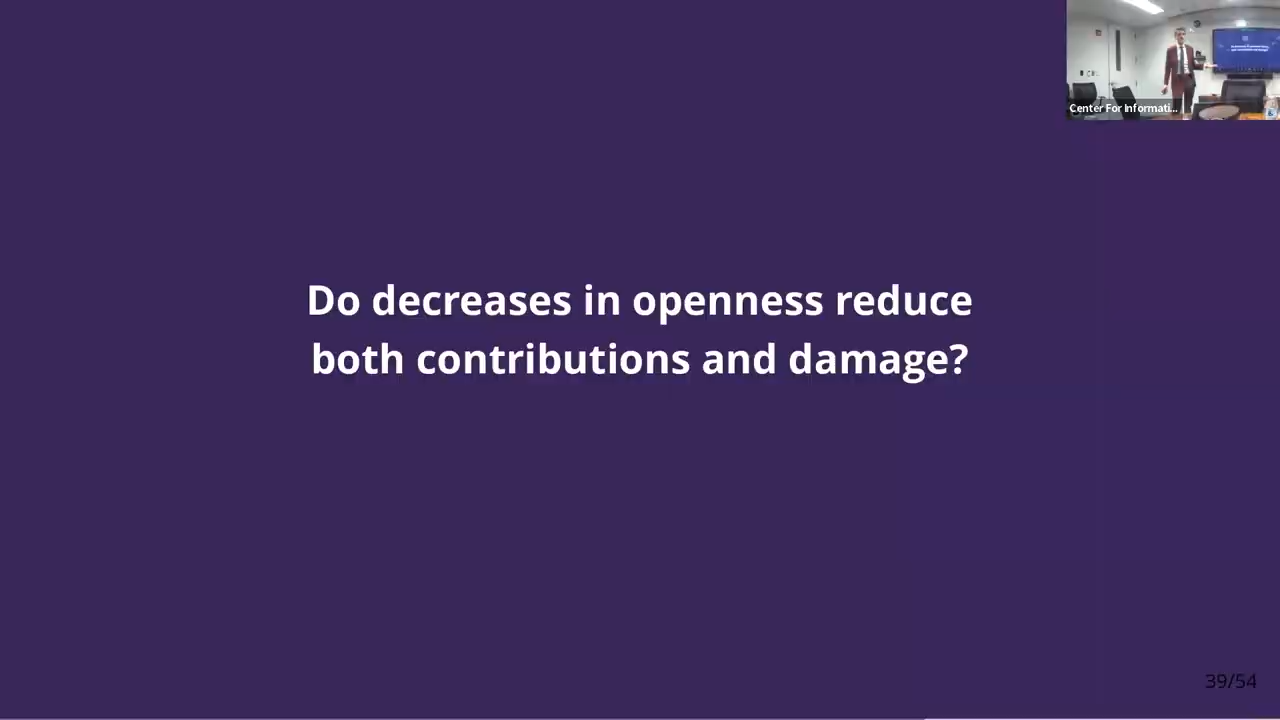 Center For Informati...
Do decreases in openness reduce
both contributions and damage?
39/54